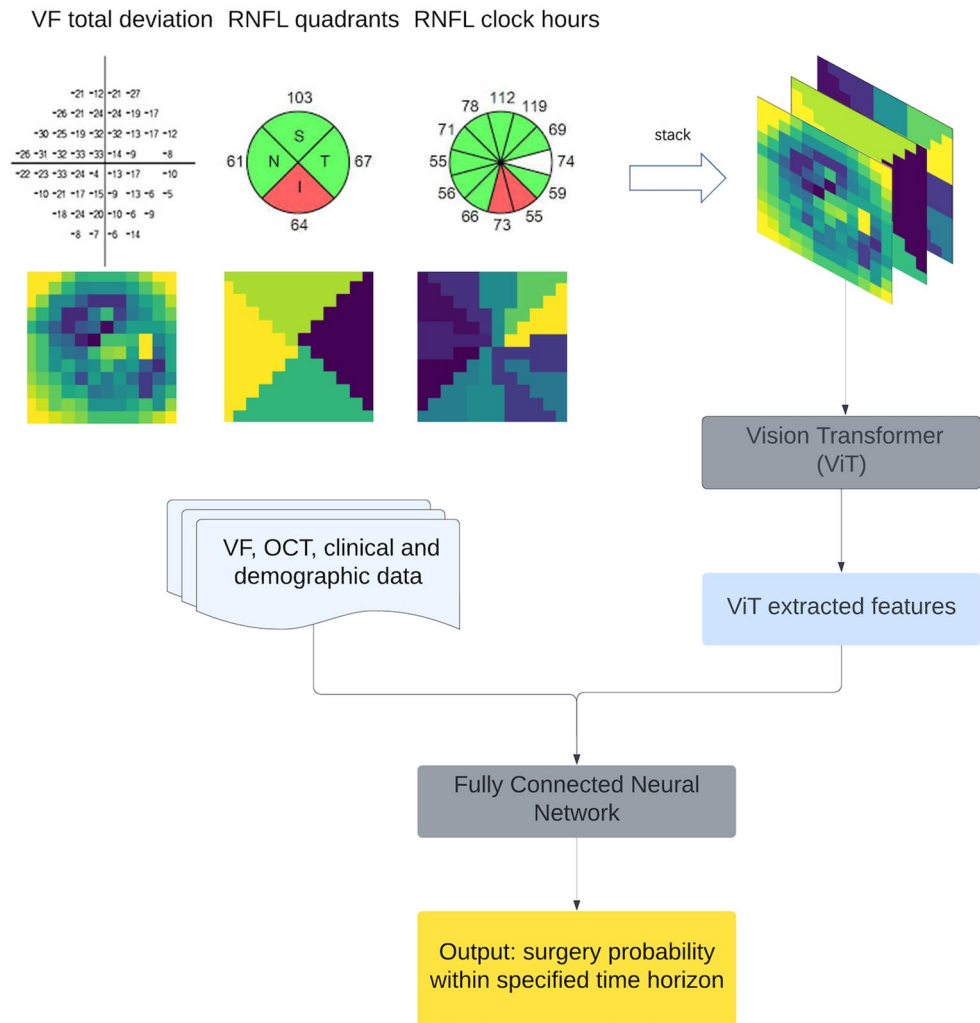 VF total deviation RNFL quadrants RNFL clock hours
-21 -12 -21 -27
-26 -21 -24 -24 -19 -17
-30 -25 -19 -32 -32 -13 -17 -12
-26 -31 -32 -33 -33 -14 -9 -8
-22 -23 -33 -24 -4 -13 -17 -10
-10 -21 -17 -15 -9 -13 -6 -5
-18 -24 -20 -10 -6 -9
-8 -7 -6 -14
103
S
61 N T 67
I
64
78 112 119
71 69
55 74
56 59
66 55
73
stack
Vision Transformer
(ViT)
VF, OCT, clinical and
demographic data
ViT extracted features
Fully Connected Neural
Network
Output: surgery probability
within specified time horizon